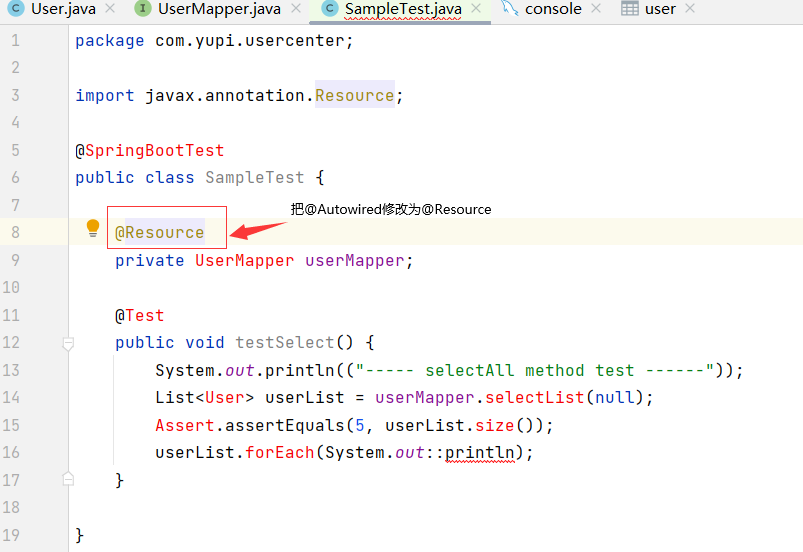 User.java UserMapper.java SampleTest.java console user
1 package com.yupi.usercenter;
2
3 import javax.annotation.Resource;
4
5 @SpringBootTest
6 public class SampleTest {
7
把@Autowired修改为@Resource
8 @Resource
9 private UserMapper userMapper;
10
11 @Test
12 public void testSelect() {
13 System.out.println(("----- selectAll method test ------"));
14 List<User> userList = userMapper.selectList(null);
15 Assert.assertEquals(5, userList.size());
16 userList.forEach(System.out::println);
17 }
18
19 }